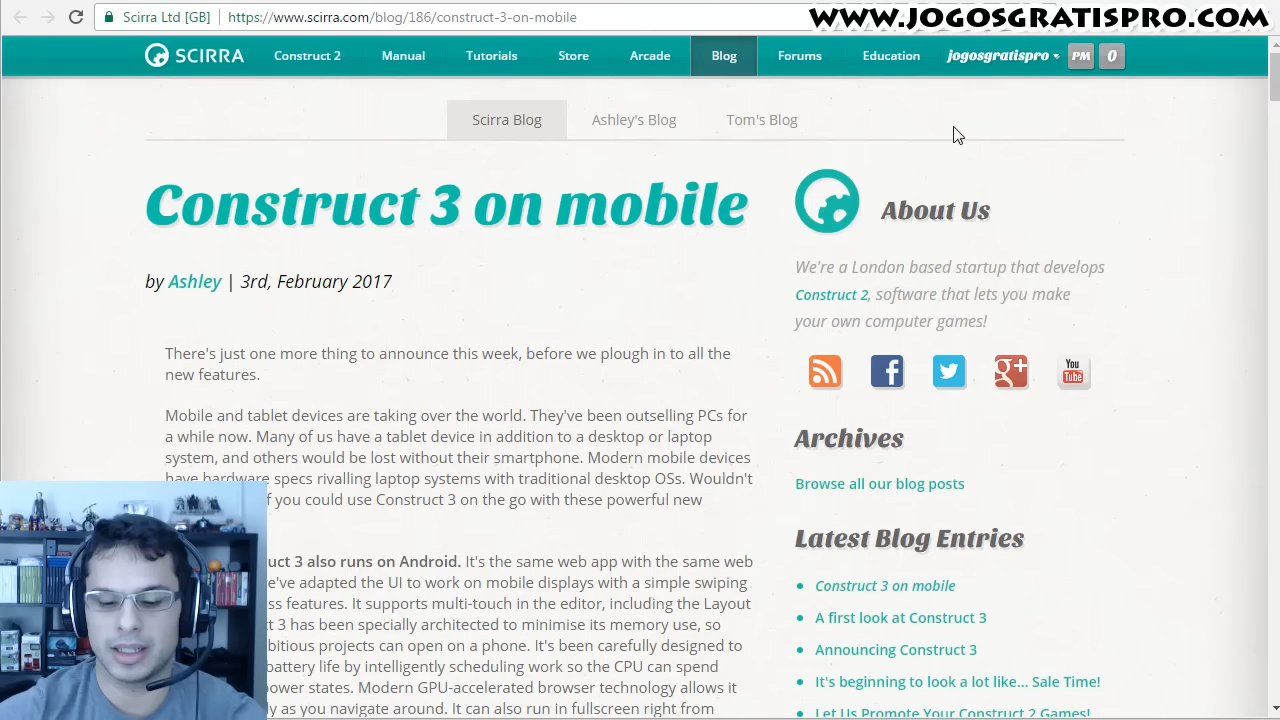 Scirra Ltd [GB] https://www.scirra.com/blog/186/construct-3-on-mobile
WWW.JOGOSGRATISPRO.COM
SCIRRA Construct 2 Manual Tutorials Store Arcade Blog Forums Education jogosgratispro PM 0
Scirra Blog Ashley's Blog Tom's Blog
Construct 3 on mobile
by Ashley | 3rd, February 2017
There's just one more thing to announce this week, before we plough in to all the
new features.
Mobile and tablet devices are taking over the world. They've been outselling PCs for
a while now. Many of us have a tablet device in addition to a desktop or laptop
system, and others would be lost without their smartphone. Modern mobile devices
have hardware specs rivalling laptop systems with traditional desktop OSs. Wouldn't
f you could use Construct 3 on the go with these powerful new
uct 3 also runs on Android. It's the same web app with the same web
e've adapted the UI to work on mobile displays with a simple swiping
ss features. It supports multi-touch in the editor, including the Layout
t 3 has been specially architected to minimise its memory use, so
bitious projects can open on a phone. It's been carefully designed to
attery life by intelligently scheduling work so the CPU can spend
ower states. Modern GPU-accelerated browser technology allows it
y as you navigate around. It can also run in fullscreen right from
About Us
We're a London based startup that develops
Construct 2, software that lets you make
your own computer games!
You
Tube
Archives
Browse all our blog posts
Latest Blog Entries
Construct 3 on mobile
A first look at Construct 3
Announcing Construct 3
It's beginning to look a lot like... Sale Time!
Let Us Promote Your Construct 2 Games!